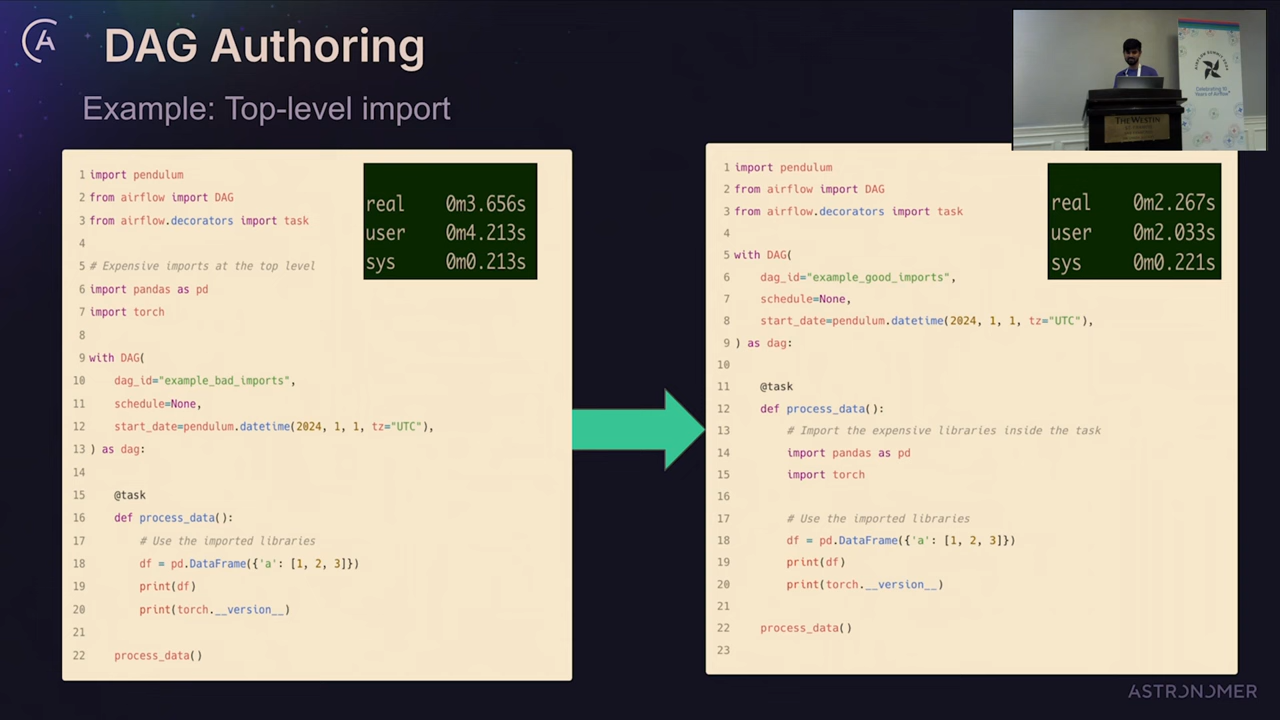 DAG Authoring
Example: Top-level import
1 import pendulum
2 from airflow import DAG
3 from airflow.decorators import task
4
5 # Expensive imports at the top level
6 import pandas as pd
7 import torch
8
9 with DAG(
10 dag_id="example_bad_imports",
11 schedule=None,
12 start_date=pendulum.datetime(2024, 1, 1, tz="UTC"),
13 ) as dag:
14
15 @task
16 def process_data():
17 # Use the imported libraries
18 df = pd.DataFrame({'a': [1, 2, 3]})
19 print(df)
20 print(torch.__version__)
21
22 process_data()
real 0m3.656s
user 0m4.213s
sys 0m0.213s
1 import pendulum
2 from airflow import DAG
3 from airflow.decorators import task
4
5 with DAG(
6 dag_id="example_good_imports",
7 schedule=None,
8 start_date=pendulum.datetime(2024, 1, 1, tz="UTC"),
9 ) as dag:
10
11 @task
12 def process_data():
13 # Import the expensive libraries inside the task
14 import pandas as pd
15 import torch
16
17 # Use the imported libraries
18 df = pd.DataFrame({'a': [1, 2, 3]})
19 print(df)
20 print(torch.__version__)
21
22 process_data()
23
real 0m2.267s
user 0m2.033s
sys 0m0.221s
THE WESTIN
Celebrating 10
Years of Airflow
ASTRONOMER